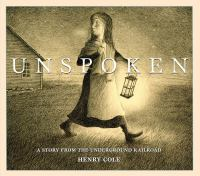 UNSPOKEN
A STORY FROM THE UNDERGROUND RAILROAD
HENRY COLE